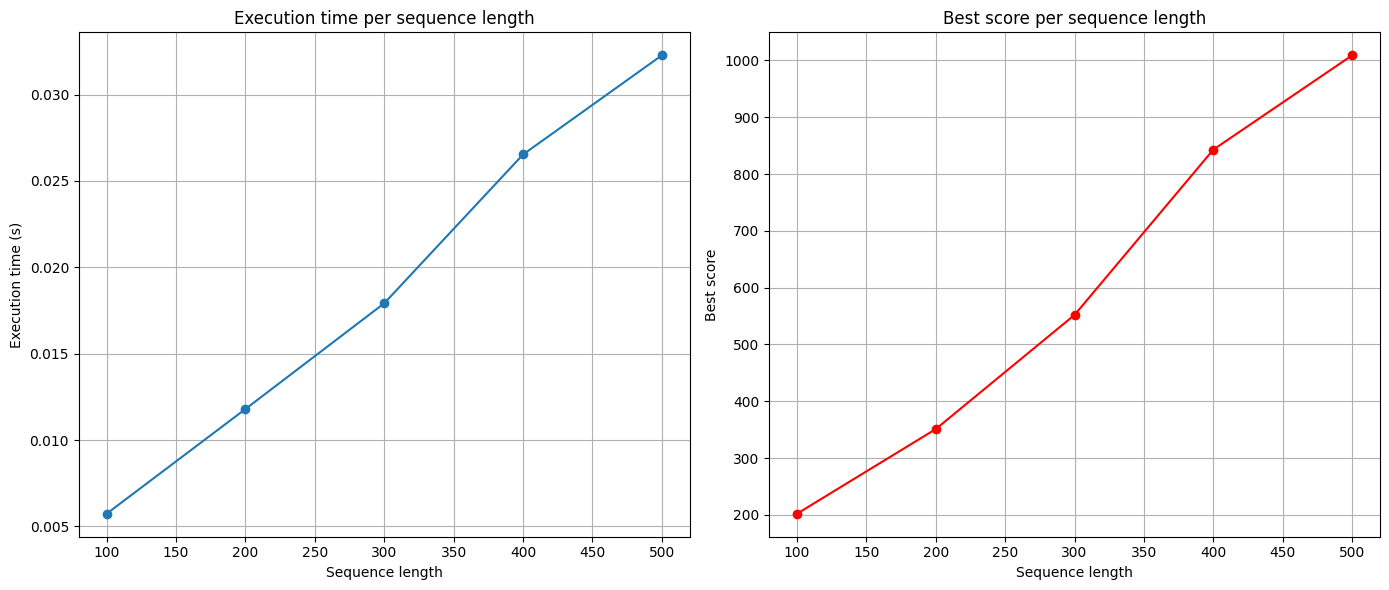 Execution time per sequence length
Execution time (s)
0.030
0.025
0.020
0.015
0.010
0.005
100 150 200 250 300 350 400 450 500
Sequence length
Best score per sequence length
Best score
1000
900
800
700
600
500
400
300
200
100 150 200 250 300 350 400 450 500
Sequence length